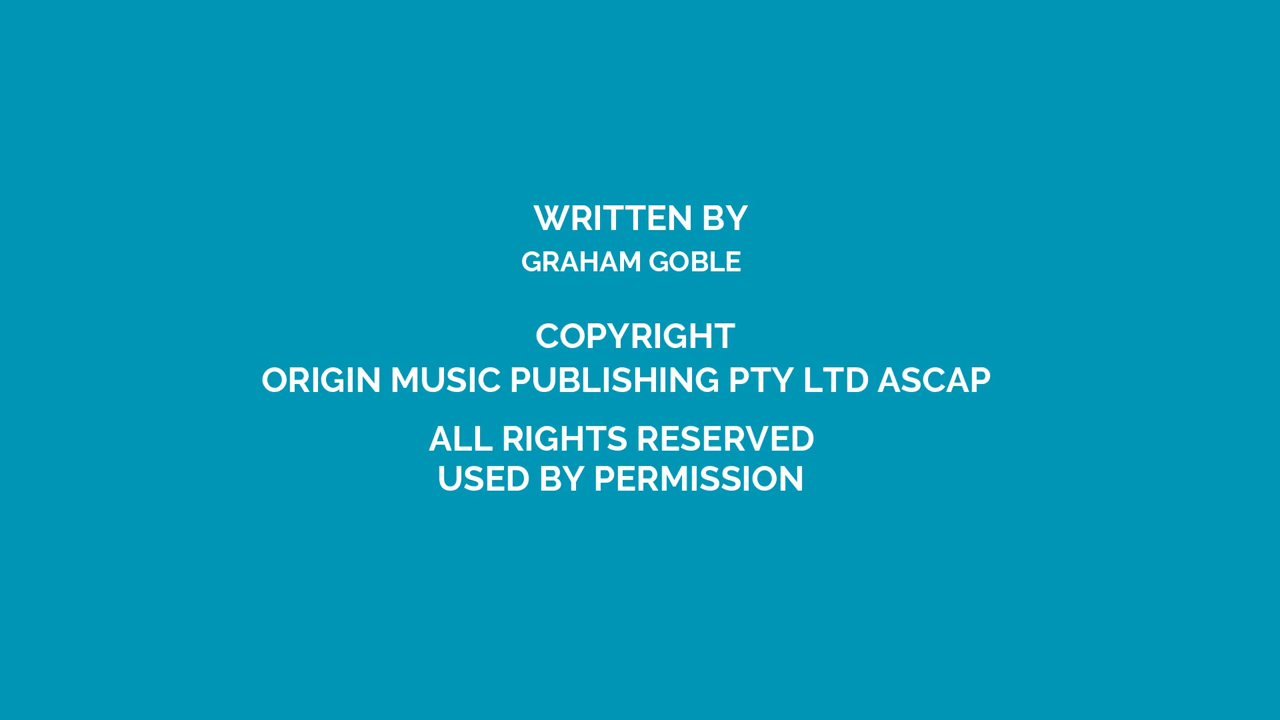 WRITTEN BY
GRAHAM GOBLE
COPYRIGHT
ORIGIN MUSIC PUBLISHING PTY LTD ASCAP
ALL RIGHTS RESERVED
USED BY PERMISSION